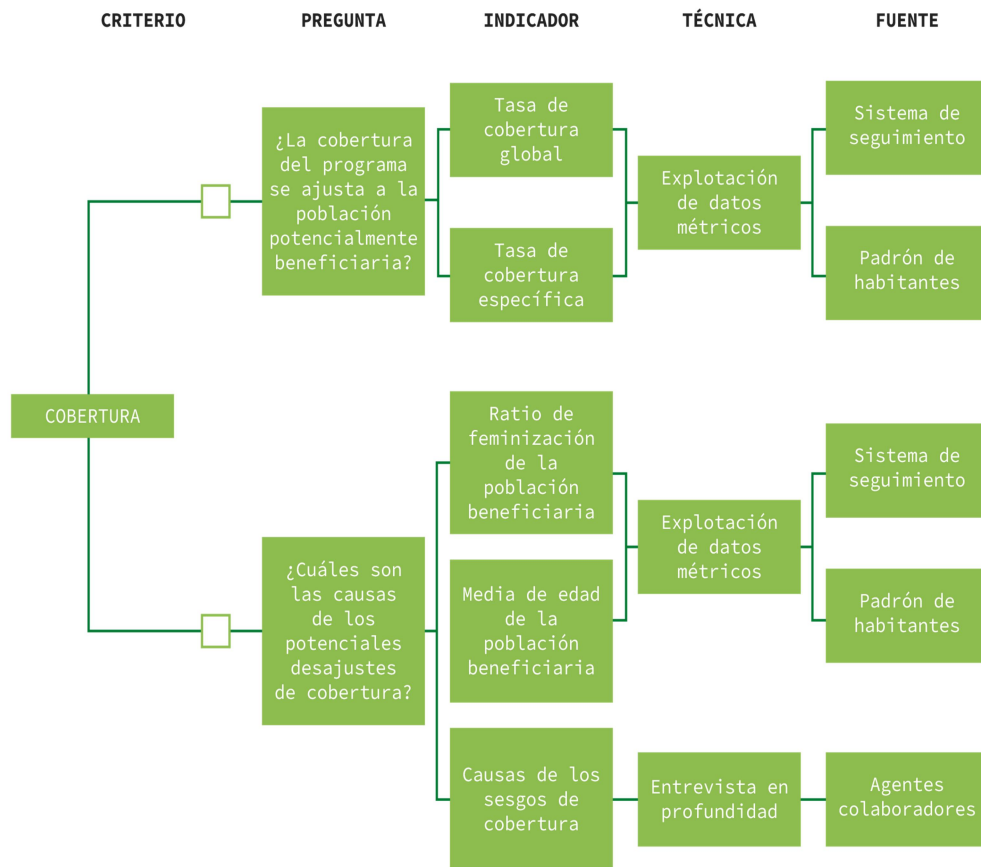 CRITERIO PREGUNTA INDICADOR TÉCNICA FUENTE
COBERTURA
¿La cobertura
del programa
se ajusta a la
población
potencialmente
beneficiaria?
Tasa de
cobertura
global
Tasa de
cobertura
específica
Explotación
de datos
métricos
Sistema de
seguimiento
Padrón de
habitantes
¿Cuáles son
las causas
de los
potenciales
desajustes
de cobertura?
Ratio de
feminización
de la
población
beneficiaria
Media de edad
de la
población
beneficiaria
Explotación
de datos
métricos
Sistema de
seguimiento
Padrón de
habitantes
Causas de los
sesgos de
cobertura
Entrevista en
profundidad
Agentes
colaboradores